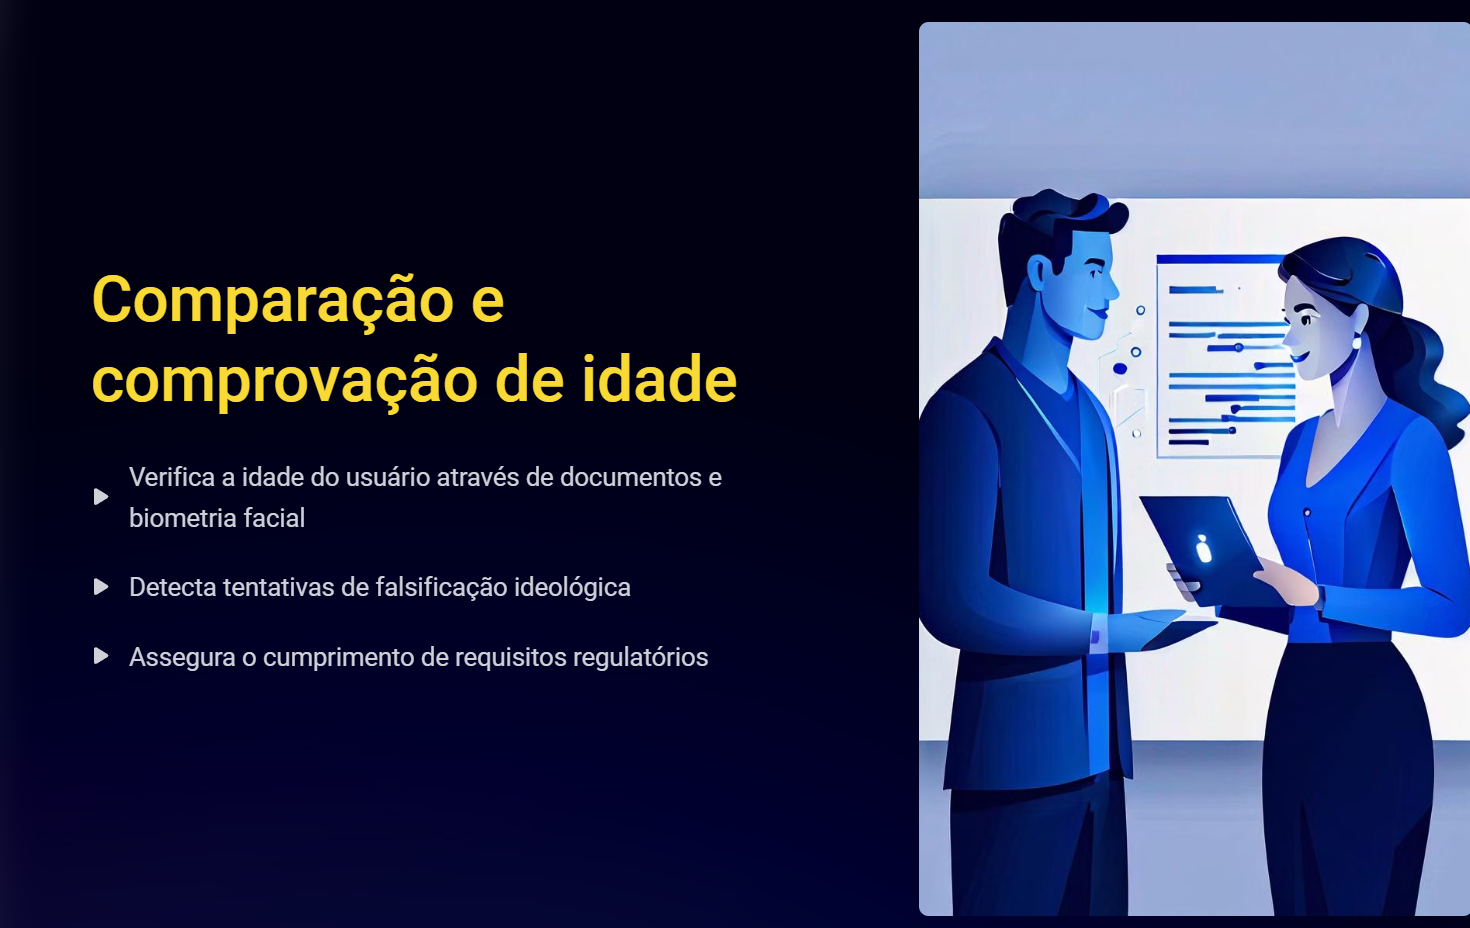 Comparação e
comprovação de idade
Verifica a idade do usuário através de documentos e
biometria facial
Detecta tentativas de falsificação ideológica
Assegura o cumprimento de requisitos regulatórios